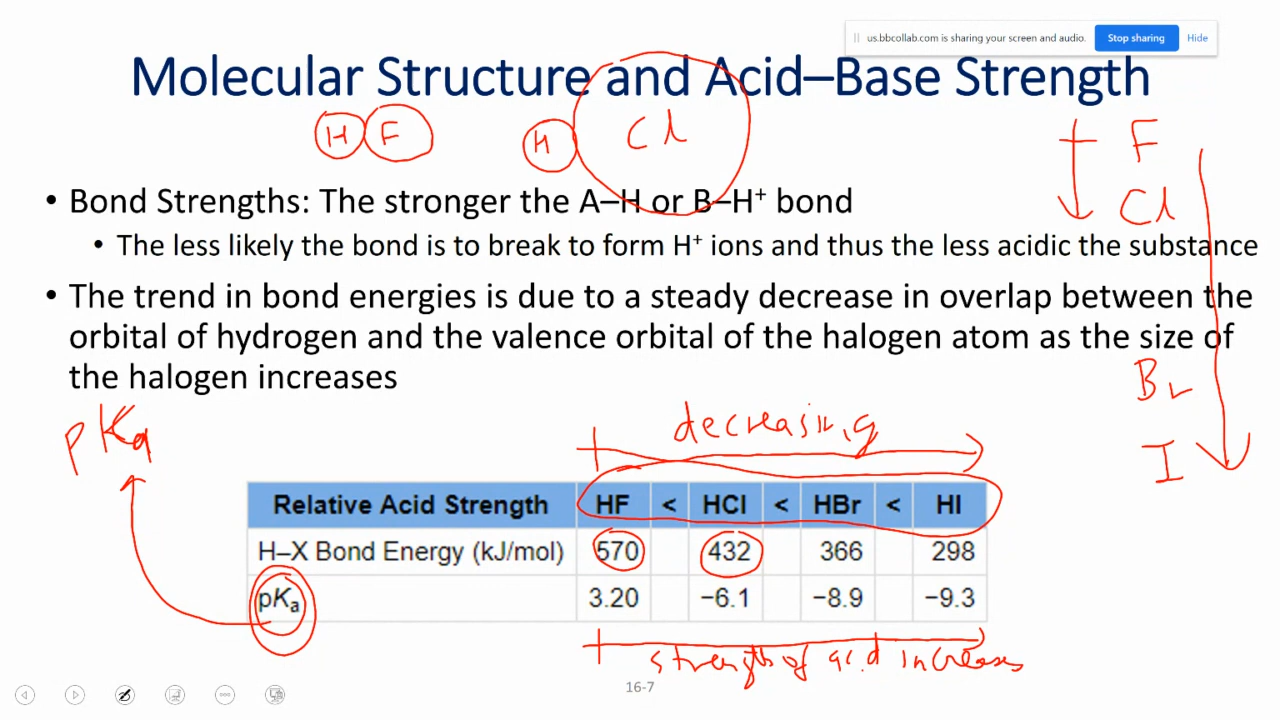 us.bbcollab.com is sharing your screen and audio. Stop sharing Hide
Molecular Structure and Acid–Base Strength
H F H Cl F
Cl
• Bond Strengths: The stronger the A–H or B–H⁺ bond
• The less likely the bond is to break to form H⁺ ions and thus the less acidic the substance
• The trend in bond energies is due to a steady decrease in overlap between the
orbital of hydrogen and the valence orbital of the halogen atom as the size of
the halogen increases
Br
I
pKa
decreasing
Relative Acid Strength HF < HCl < HBr < HI
H–X Bond Energy (kJ/mol) 570 432 366 298
pKₐ 3.20 −6.1 −8.9 −9.3
strength of acid increases
16-7